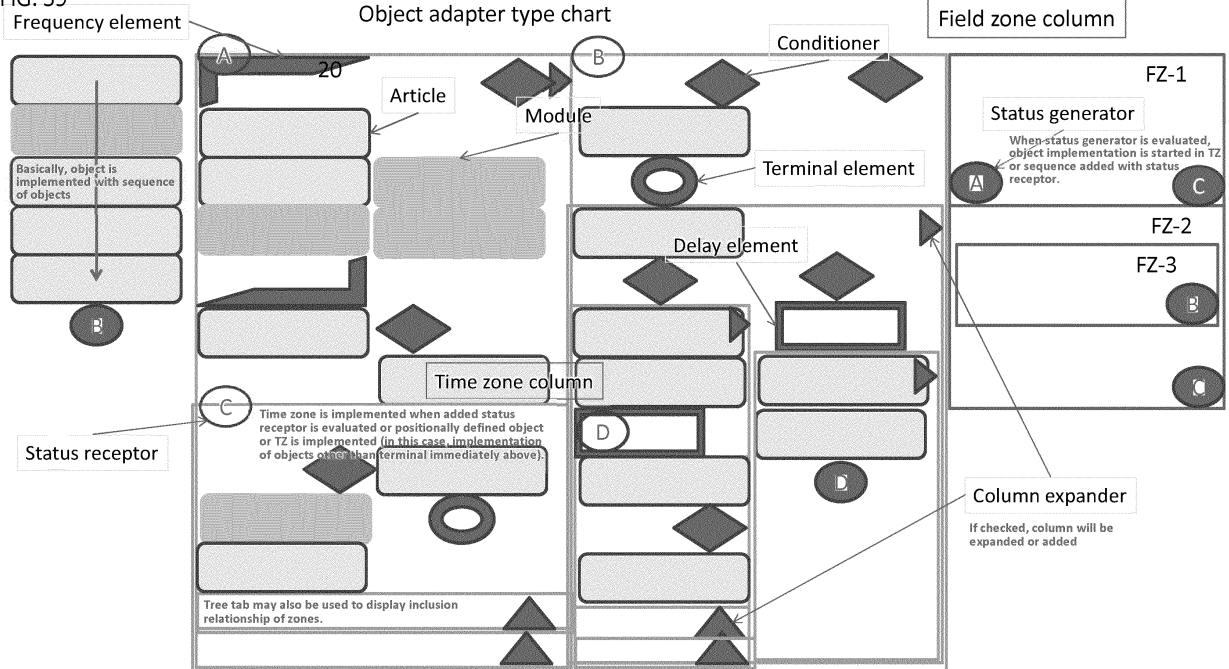 FIG. 39
Object adapter type chart
Field zone column
Frequency element
A
20
B
Conditioner
FZ-1
Article
Module
Status generator
When status generator is evaluated,
object implementation is started in TZ
or sequence added with status
receptor.
Basically, object is
implemented with sequence
of objects
Terminal element
A
C
FZ-2
Delay element
FZ-3
B
B
Time zone column
C
C
Time zone is implemented when added status
receptor is evaluated or positionally defined object
or TZ is implemented (in this case, implementation
of objects other than terminal immediately above).
D
Status receptor
D
Column expander
If checked, column will be
expanded or added
Tree tab may also be used to display inclusion
relationship of zones.